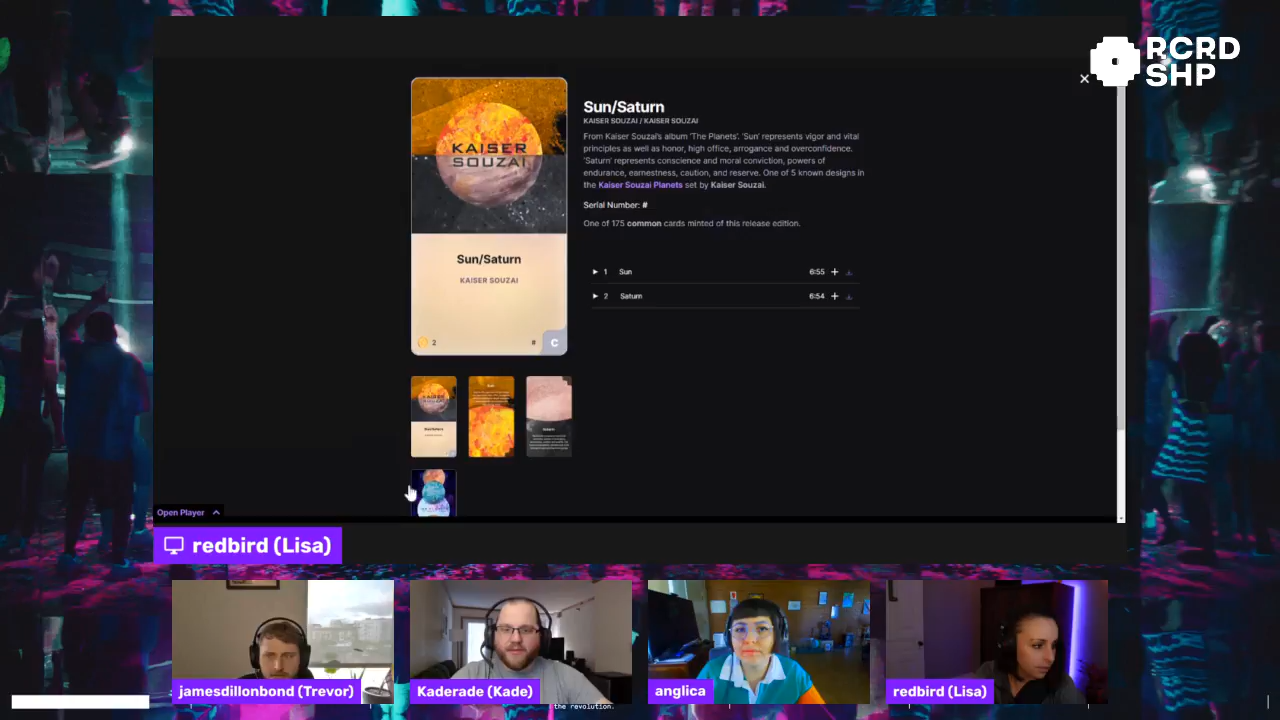 RCRD
SHP
Sun/Saturn
KAISER SOUZAI / KAISER SOUZAI
From Kaiser Souzai's album 'The Planets'. 'Sun' represents vigor and vital
principles as well as honor, high office, arrogance and overconfidence.
'Saturn' represents conscience and moral conviction, powers of
endurance, earnestness, caution, and reserve. One of 5 known designs in
the Kaiser Souzai Planets set by Kaiser Souzai.
Serial Number: #
One of 175 common cards minted of this release edition.
1 Sun 6:55
2 Saturn 6:54
KAISER
SOUZAI
Sun/Saturn
KAISER SOUZAI
2 # C
Open Player
redbird (Lisa)
jamesdillonbond (Trevor)
Kaderade (Kade)
anglica
redbird (Lisa)
the revolution.